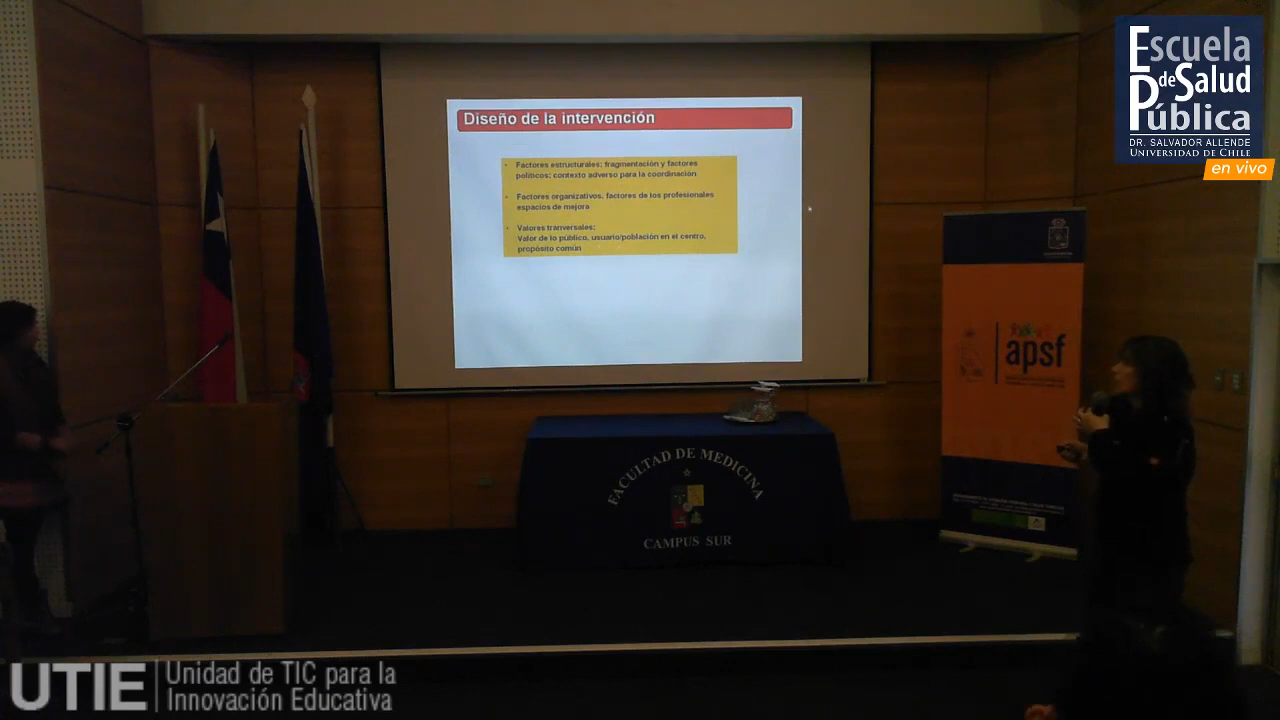 Escuela
de Salud
Pública
DR. SALVADOR ALLENDE
UNIVERSIDAD DE CHILE
en vivo
Diseño de la intervención
• Factores estructurales; fragmentación y factores
políticos; contexto adverso para la coordinación
• Factores organizativos, factores de los profesionales
espacios de mejora
• Valores tranversales;
Valor de lo público, usuario/población en el centro,
propósito común
apsf
FACULTAD DE MEDICINA
CAMPUS SUR
UTIE
Unidad de TIC para la
Innovación Educativa